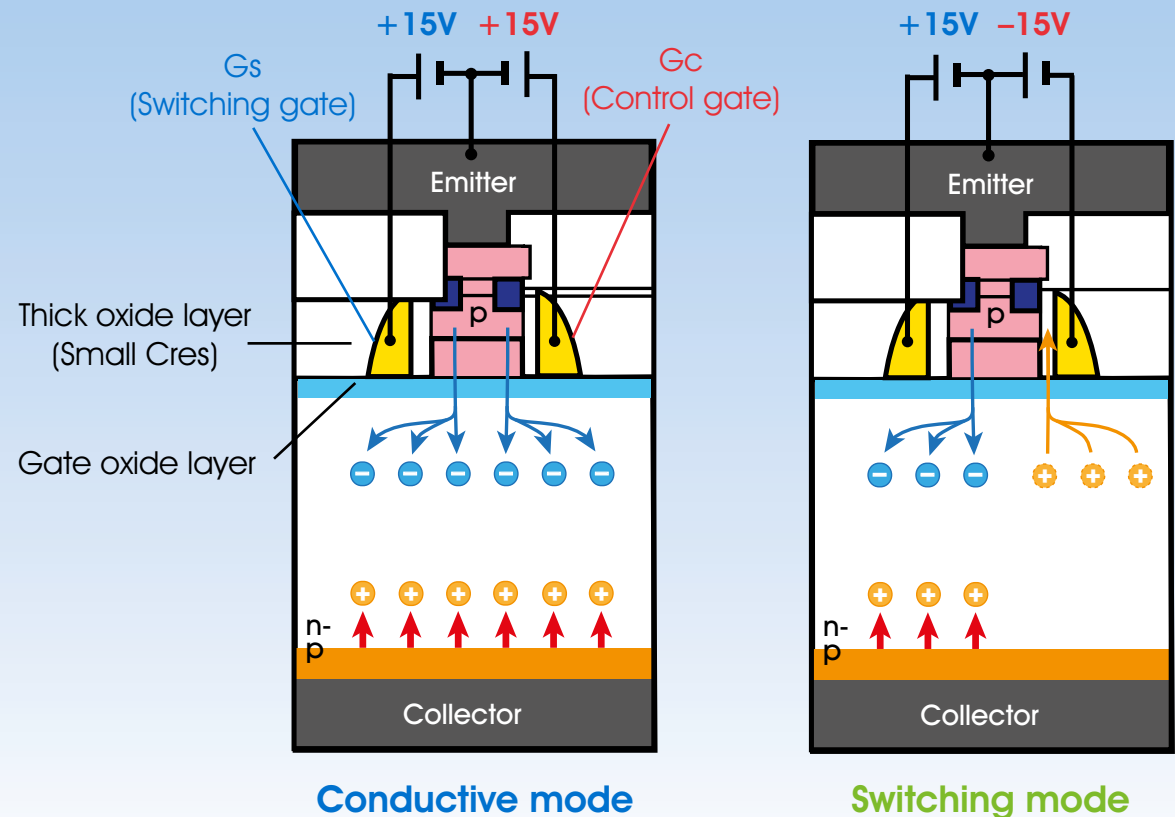 +15V +15V
Gs
(Switching gate)
Gc
(Control gate)
Emitter
Thick oxide layer
(Small Cres)
p
Gate oxide layer
− − − − − −
+ + + + + +
n-
p
Collector
Conductive mode
+15V −15V
Emitter
p
− − − + + +
+ + +
n-
p
Collector
Switching mode